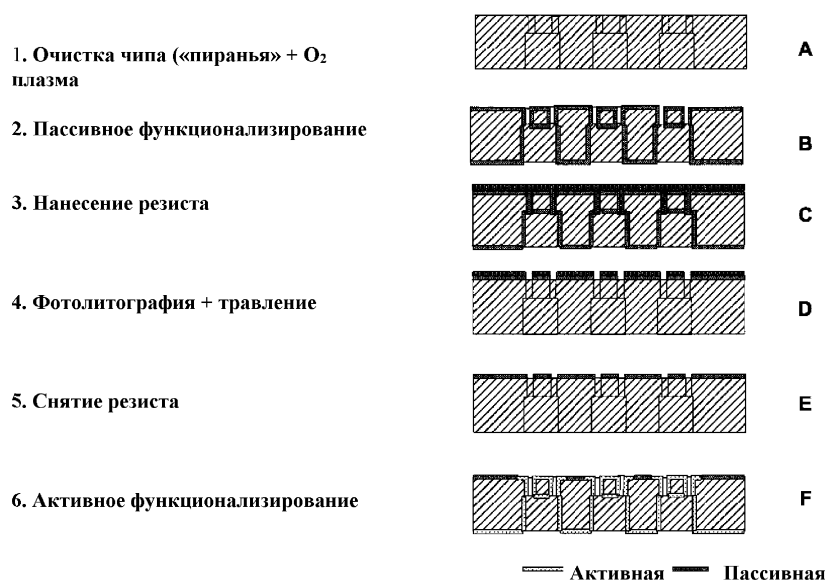 1. Очистка чипа («пиранья» + O₂
плазма
A
2. Пассивное функционализирование
B
3. Нанесение резиста
C
4. Фотолитография + травление
D
5. Снятие резиста
E
6. Активное функционализирование
F
Активная Пассивная